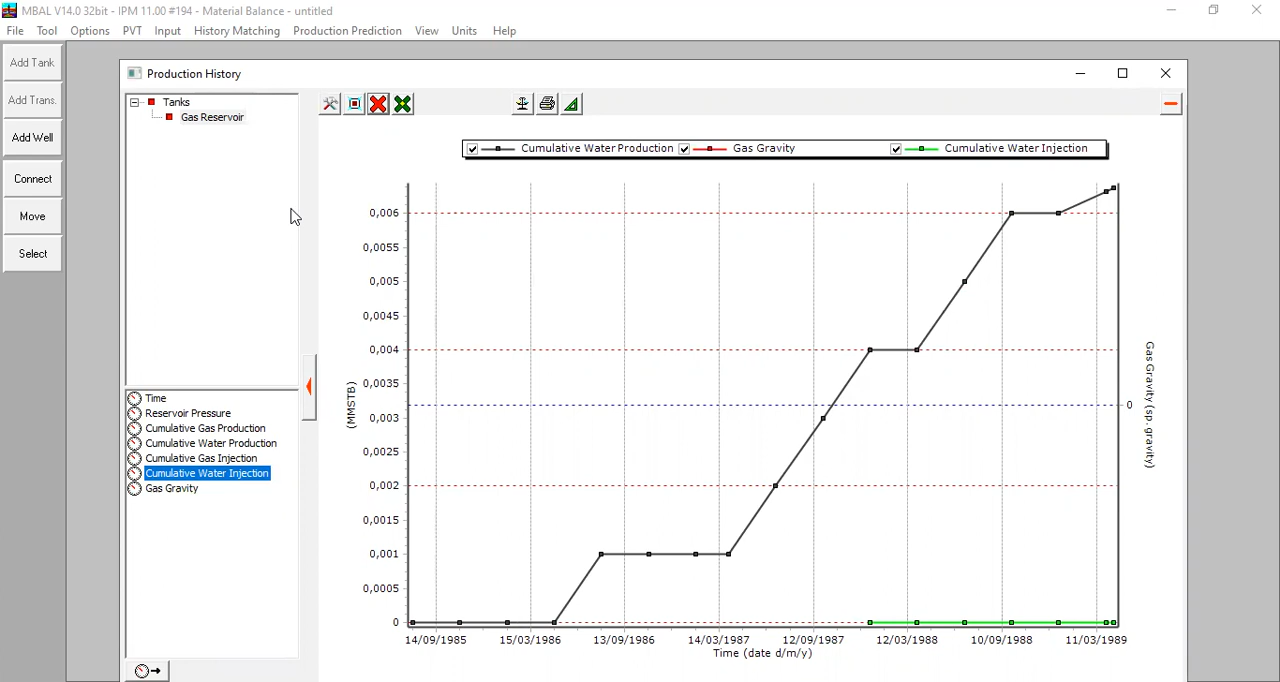 MBAL V14.0 32bit - IPM 11.00 #194 - Material Balance - untitled
File Tool Options PVT Input History Matching Production Prediction View Units Help
Add Tank
Add Trans.
Add Well
Connect
Move
Select
Production History
Tanks
Gas Reservoir
Time
Reservoir Pressure
Cumulative Gas Production
Cumulative Water Production
Cumulative Gas Injection
Cumulative Water Injection
Gas Gravity
Cumulative Water Production Gas Gravity Cumulative Water Injection
0,006
0,0055
0,005
0,0045
0,004
0,0035
0,003
0,0025
0,002
0,0015
0,001
0,0005
0
(MMSTB)
0
Gas Gravity (sp. gravity)
14/09/1985 15/03/1986 13/09/1986 14/03/1987 12/09/1987 12/03/1988 10/09/1988 11/03/1989
Time (date d/m/y)